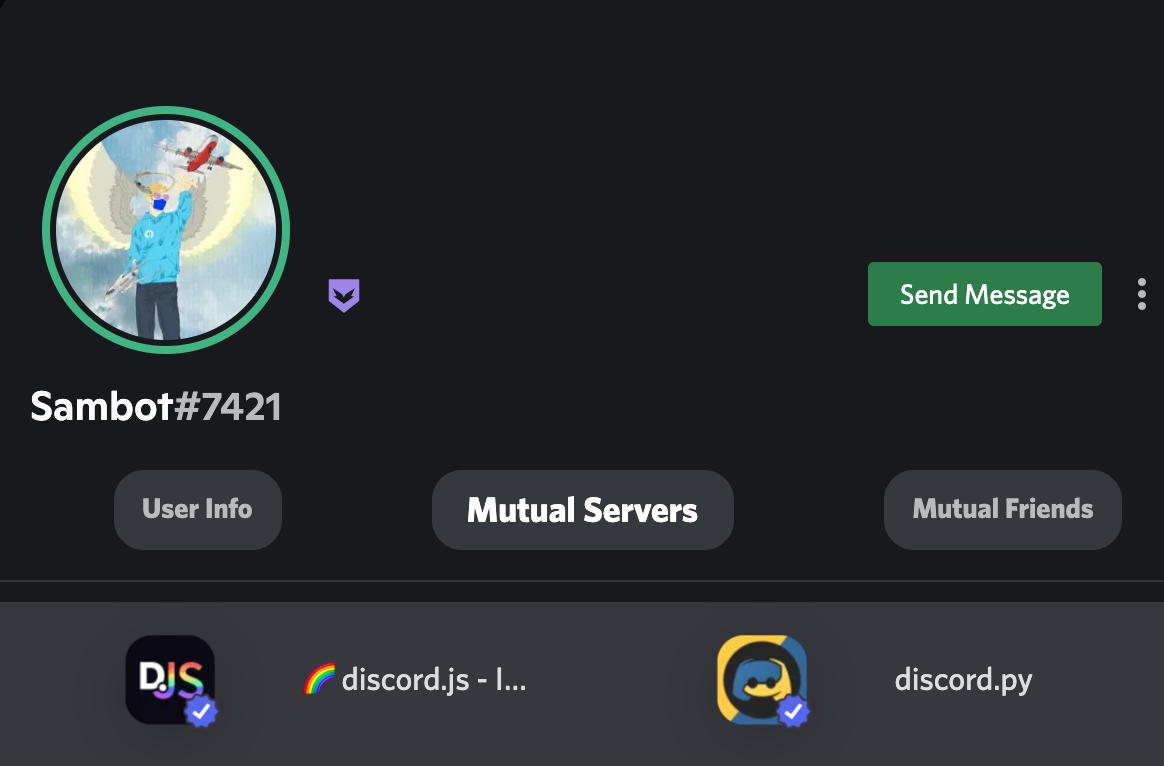 Send Message
Sambot#7421
User Info
Mutual Servers
Mutual Friends
DJS
🌈 discord.js - I...
discord.py